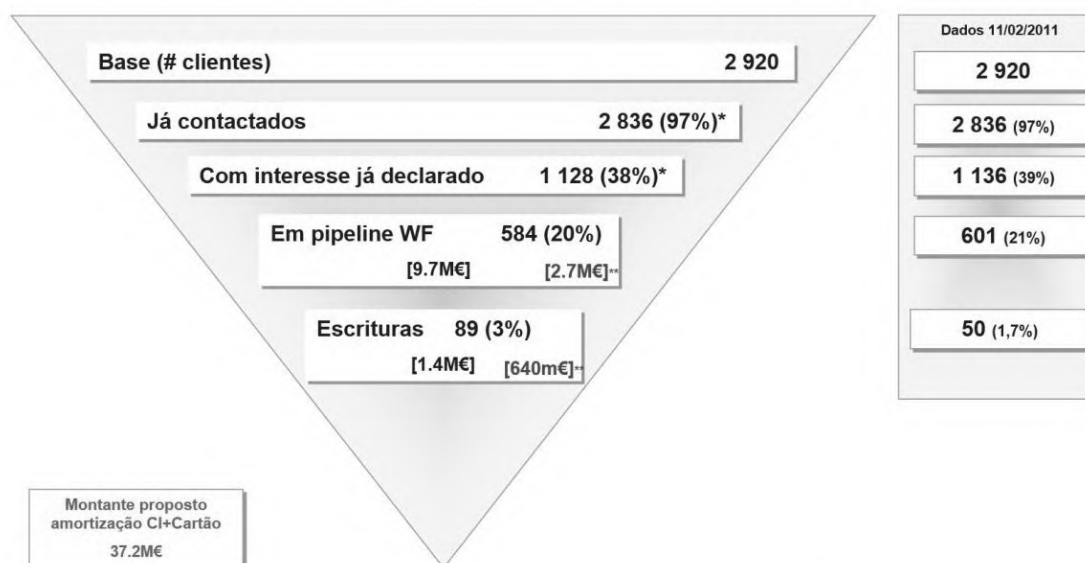 Dados 11/02/2011
Base (# clientes) 2 920
2 920
Já contactados 2 836 (97%)*
2 836 (97%)
Com interesse já declarado 1 128 (38%)*
1 136 (39%)
Em pipeline WF 584 (20%)
601 (21%)
[9.7M€] [2.7M€]**
Escrituras 89 (3%)
50 (1,7%)
[1.4M€] [640m€]**
Montante proposto
amortização CI+Cartão
37.2M€